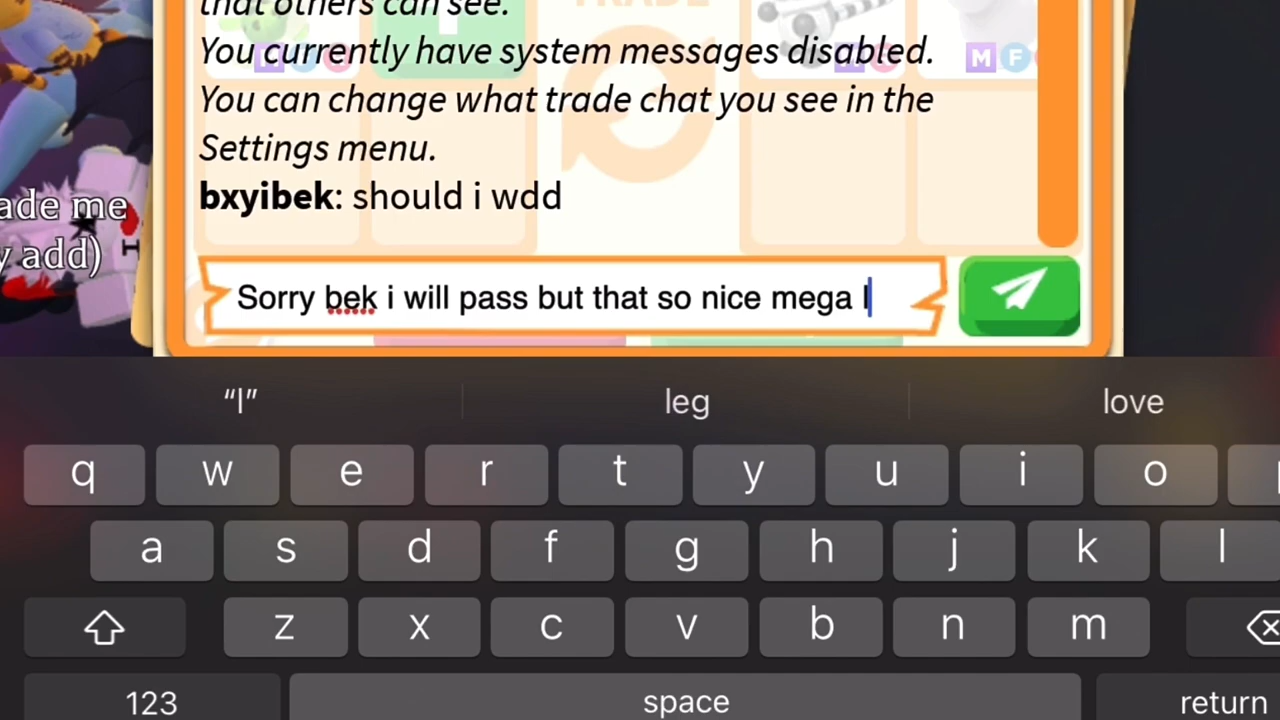 that others can see.
TRADE
You currently have system messages disabled.
M F
You can change what trade chat you see in the
Settings menu.
bxyibek: should i wdd
ade me
y add)
Sorry bek i will pass but that so nice mega l
“l” leg love
q w e r t y u i o
a s d f g h j k l
z x c v b n m
123 space return